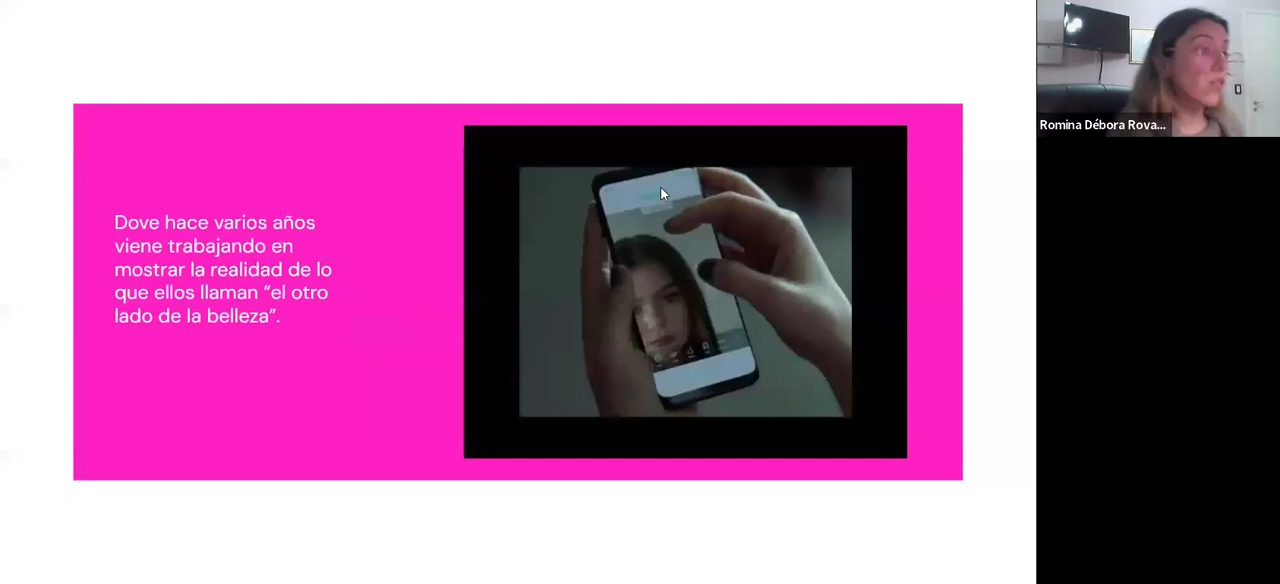 Dove hace varios años
viene trabajando en
mostrar la realidad de lo
que ellos llaman “el otro
lado de la belleza”.
Romina Débora Rova...